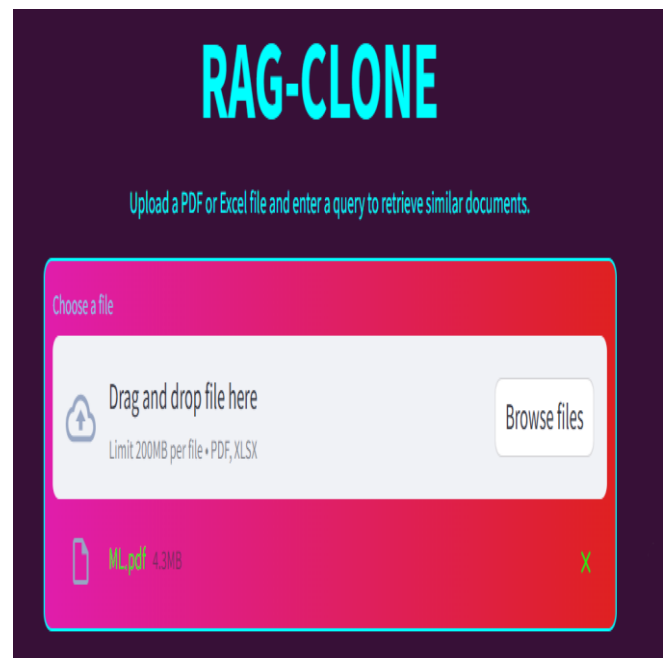 RAG-CLONE
Upload a PDF or Excel file and enter a query to retrieve similar documents.
Choose a file
Drag and drop file here
Browse files
Limit 200MB per file • PDF, XLSX
ML.pdf 4.3MB
X